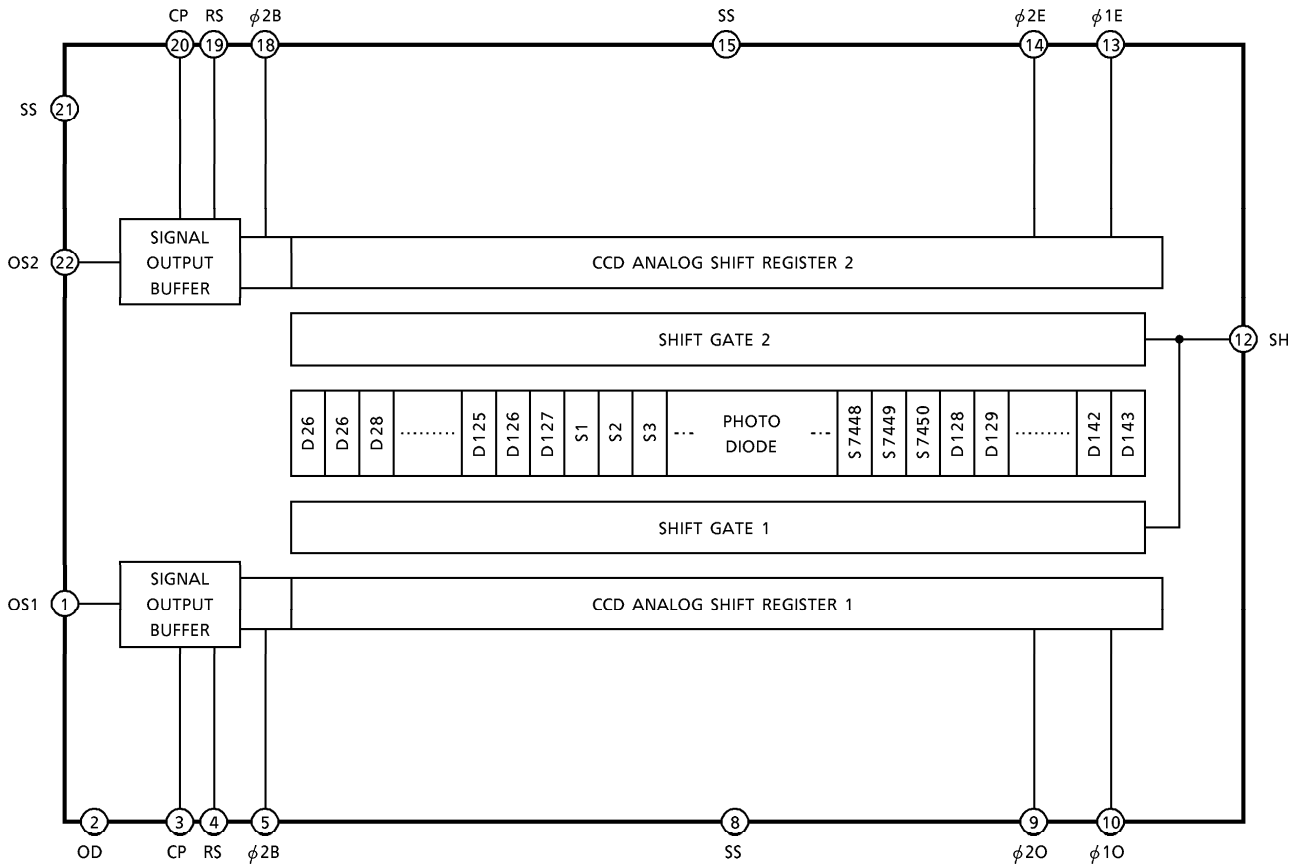 CP RS ϕ2B SS ϕ2E ϕ1E
20 19 18 15 14 13
SS 21
SIGNAL
OUTPUT
BUFFER
OS2 22
CCD ANALOG SHIFT REGISTER 2
SHIFT GATE 2
12 SH
D26 D26 D28 ········· D125 D126 D127 S1 S2 S3 --- PHOTO DIODE --- S7448 S7449 S7450 D128 D129 ········· D142 D143
SHIFT GATE 1
SIGNAL
OUTPUT
BUFFER
OS1 1
CCD ANALOG SHIFT REGISTER 1
2 3 4 5 8 9 10
OD CP RS ϕ2B SS ϕ2O ϕ1O